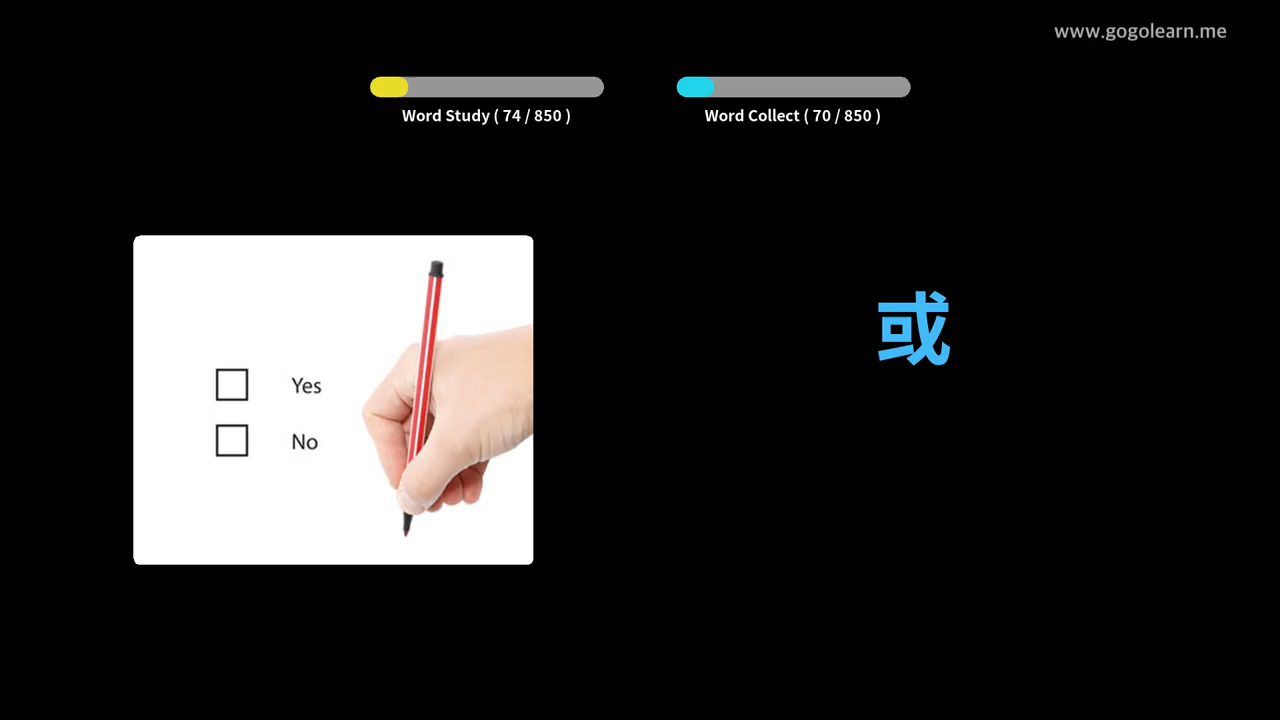 www.gogolearn.me
Word Study ( 74 / 850 )
Word Collect ( 70 / 850 )
Yes
No
或